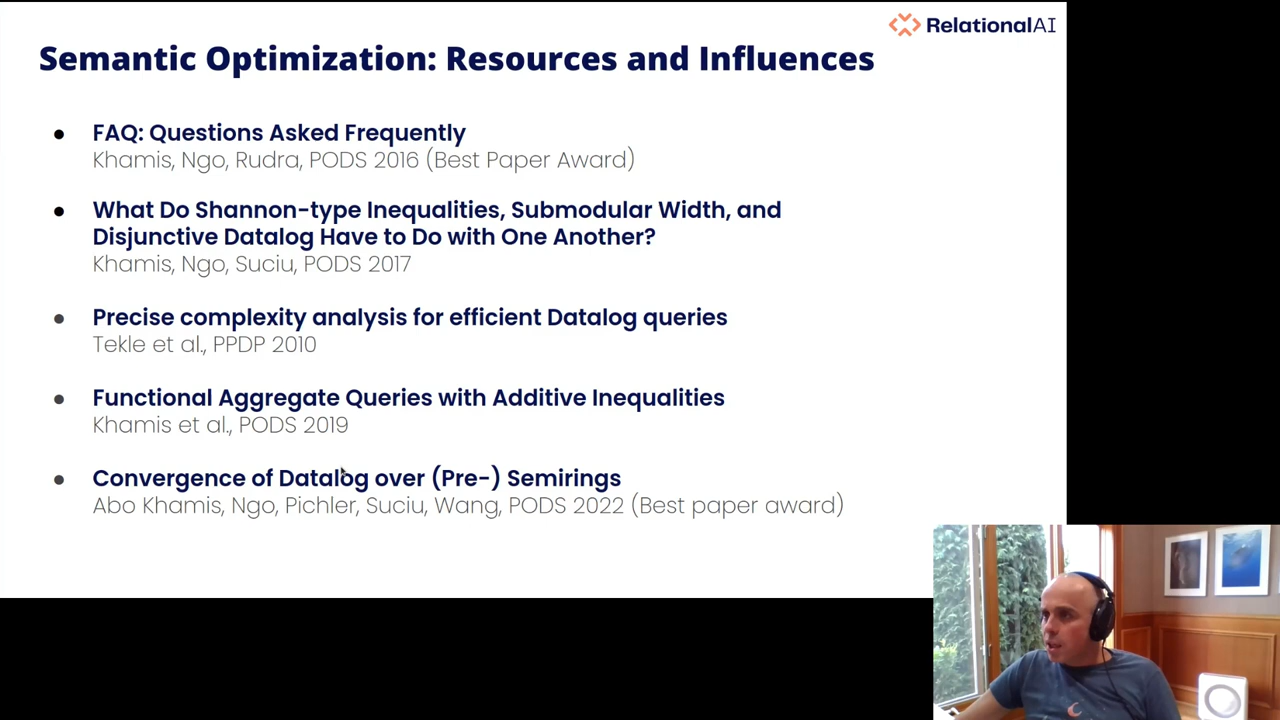 RelationalAI
Semantic Optimization: Resources and Influences
● FAQ: Questions Asked Frequently
Khamis, Ngo, Rudra, PODS 2016 (Best Paper Award)
● What Do Shannon-type Inequalities, Submodular Width, and
Disjunctive Datalog Have to Do with One Another?
Khamis, Ngo, Suciu, PODS 2017
● Precise complexity analysis for efficient Datalog queries
Tekle et al., PPDP 2010
● Functional Aggregate Queries with Additive Inequalities
Khamis et al., PODS 2019
● Convergence of Datalog over (Pre-) Semirings
Abo Khamis, Ngo, Pichler, Suciu, Wang, PODS 2022 (Best paper award)